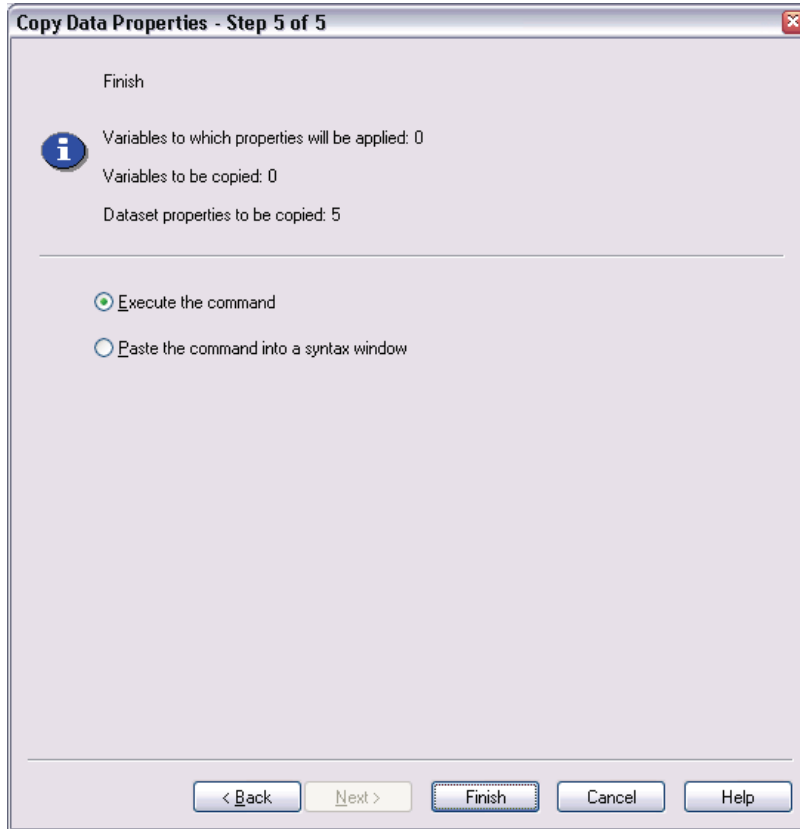 Copy Data Properties - Step 5 of 5
Finish
Variables to which properties will be applied: 0
Variables to be copied: 0
Dataset properties to be copied: 5
Execute the command
Paste the command into a syntax window
< Back Next > Finish Cancel Help